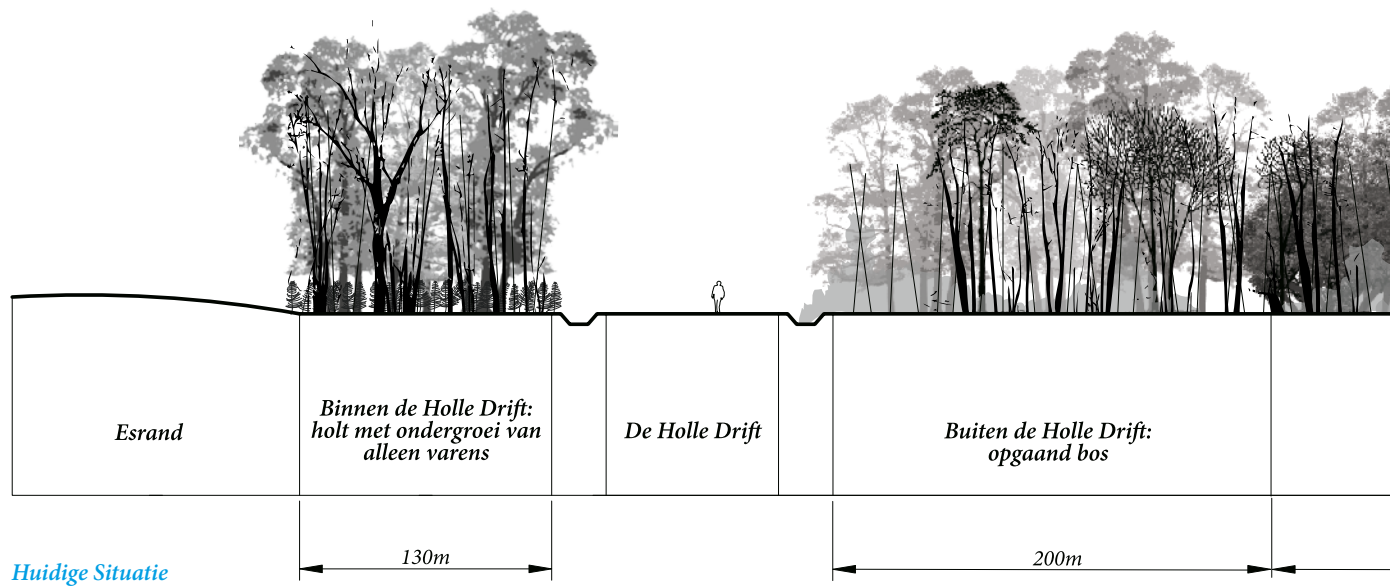 Esrand
Binnen de Holle Drift:
holt met ondergroei van
alleen varens
De Holle Drift
Buiten de Holle Drift:
opgaand bos
130m
200m
Huidige Situatie